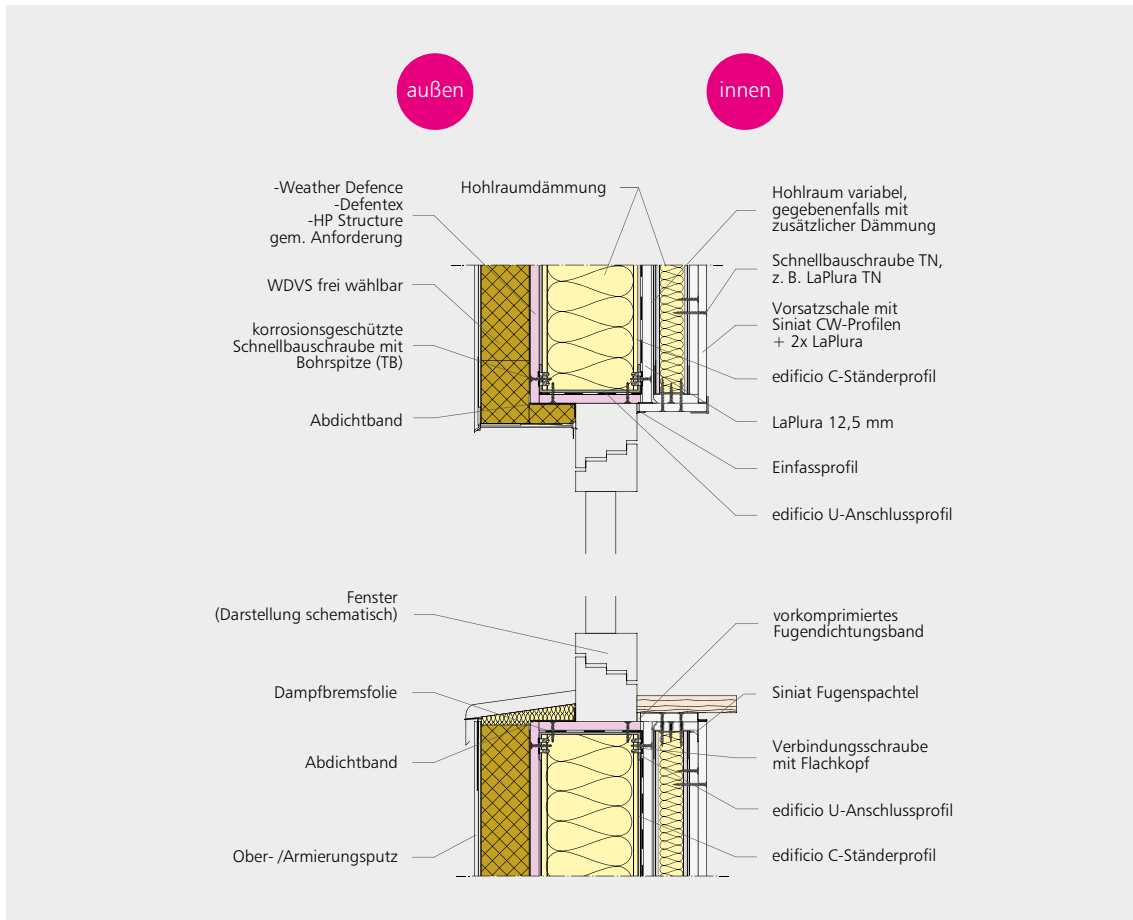 außen
innen
-Weather Defence
-Defentex
-HP Structure
gem. Anforderung
WDVS frei wählbar
korrosionsgeschützte
Schnellbauschraube mit
Bohrspitze (TB)
Abdichtband
Hohlraumdämmung
Hohlraum variabel,
gegebenenfalls mit
zusätzlicher Dämmung
Schnellbauschraube TN,
z. B. LaPlura TN
Vorsatzschale mit
Siniat CW-Profilen
+ 2x LaPlura
edificio C-Ständerprofil
LaPlura 12,5 mm
Einfassprofil
edificio U-Anschlussprofil
Fenster
(Darstellung schematisch)
Dampfbremsfolie
Abdichtband
Ober- /Armierungsputz
vorkomprimiertes
Fugendichtungsband
Siniat Fugenspachtel
Verbindungsschraube
mit Flachkopf
edificio U-Anschlussprofil
edificio C-Ständerprofil